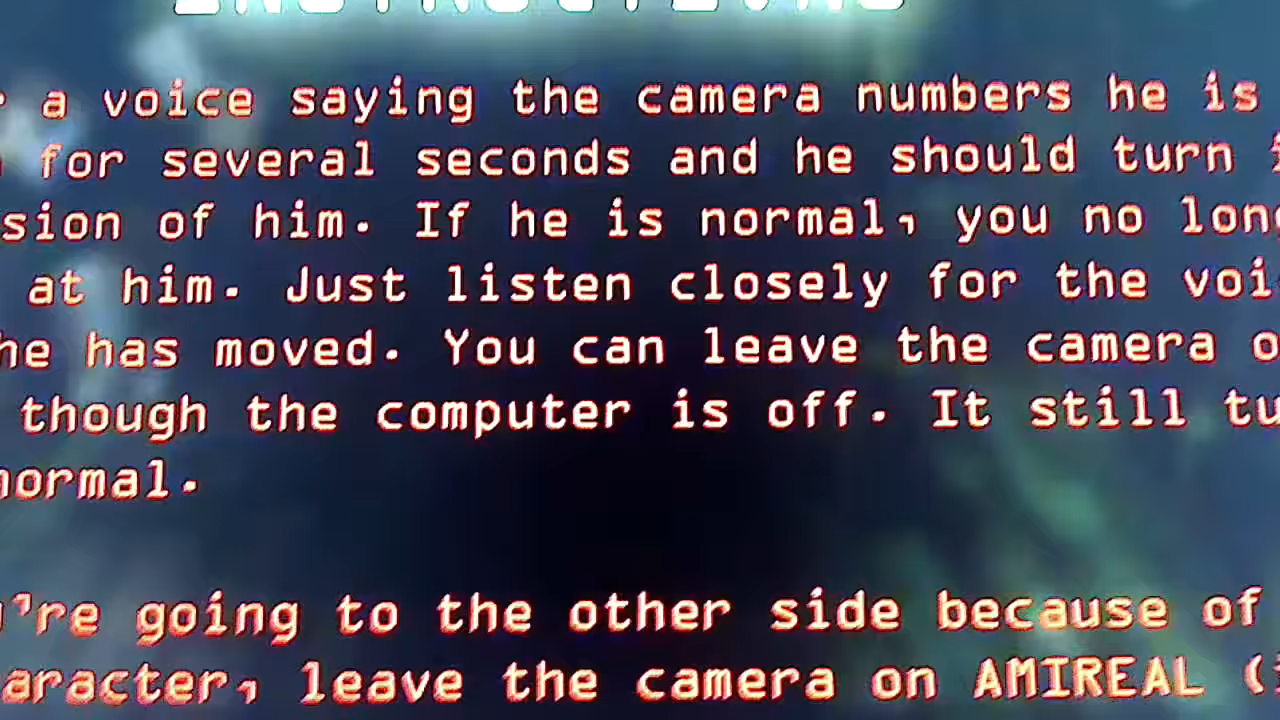 a voice saying the camera numbers he is
for several seconds and he should turn
sion of him. If he is normal, you no
at him. Just listen closely for the
he has moved. You can leave the camera
though the computer is off. It still
normal.
're going to the other side because of
aracter, leave the camera on AMIREAL